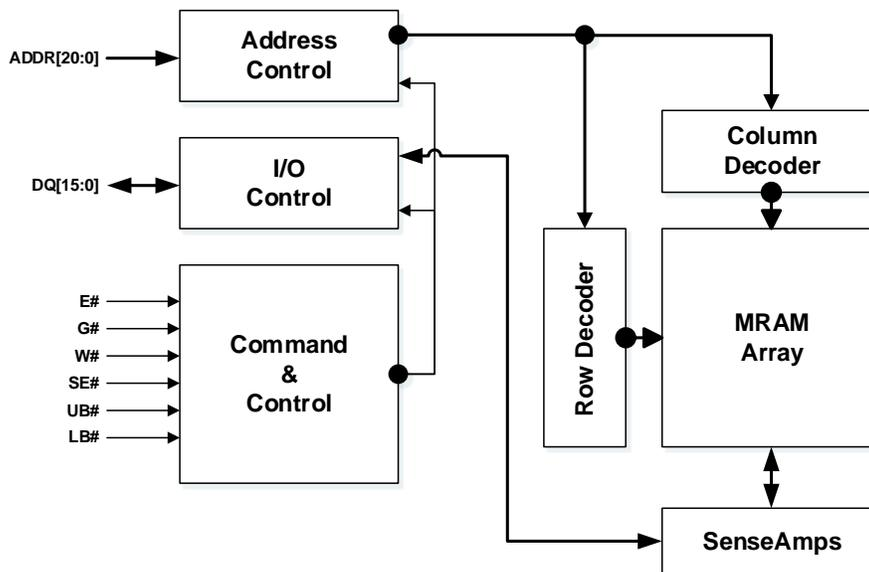 ADDR[20:0]
Address
Control
DQ[15:0]
I/O
Control
Column
Decoder
E#
G#
W#
SE#
UB#
LB#
Command
&
Control
Row Decoder
MRAM
Array
SenseAmps